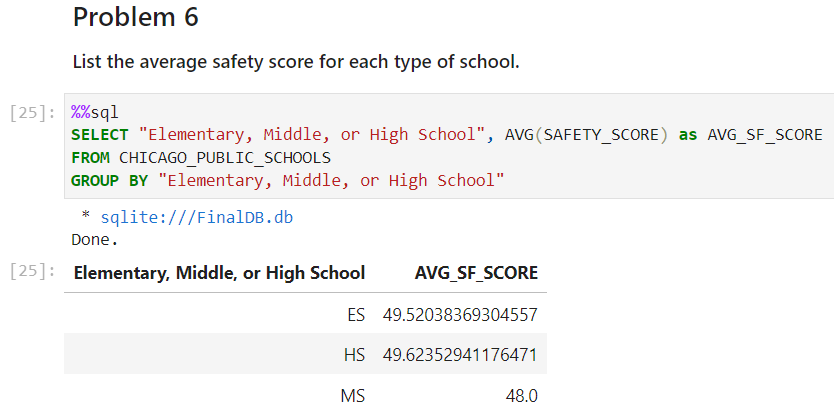 Problem 6
List the average safety score for each type of school.
[25]: %%sql
SELECT "Elementary, Middle, or High School", AVG(SAFETY_SCORE) as AVG_SF_SCORE
FROM CHICAGO_PUBLIC_SCHOOLS
GROUP BY "Elementary, Middle, or High School"
* sqlite:///FinalDB.db
Done.
[25]: Elementary, Middle, or High School AVG_SF_SCORE
ES 49.52038369304557
HS 49.62352941176471
MS 48.0